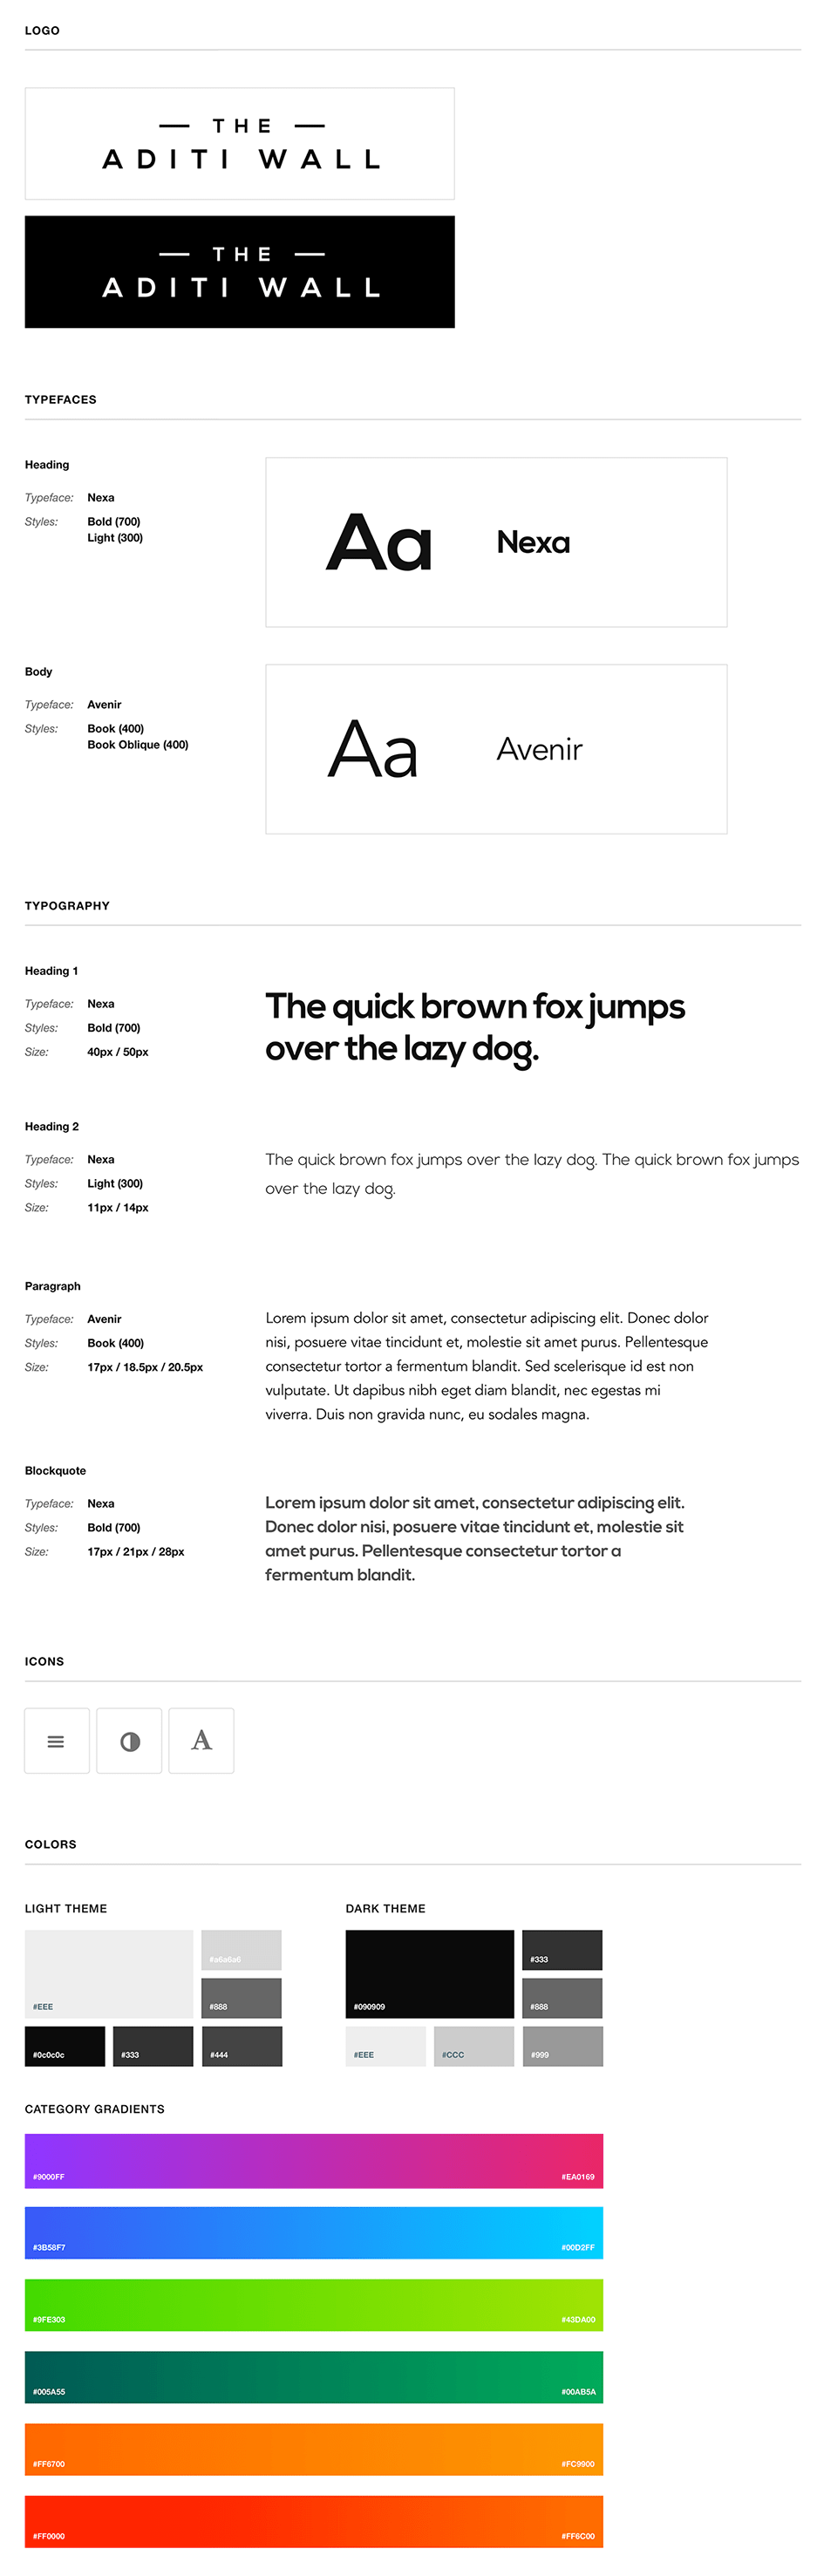 LOGO
— THE —
ADITI WALL
— THE —
ADITI WALL
TYPEFACES
Heading
Typeface: Nexa
Styles: Bold (700)
Light (300)
Aa Nexa
Body
Typeface: Avenir
Styles: Book (400)
Book Oblique (400)
Aa Avenir
TYPOGRAPHY
Heading 1
Typeface: Nexa
Styles: Bold (700)
Size: 40px / 50px
The quick brown fox jumps
over the lazy dog.
Heading 2
Typeface: Nexa
Styles: Light (300)
Size: 11px / 14px
The quick brown fox jumps over the lazy dog. The quick brown fox jumps
over the lazy dog.
Paragraph
Typeface: Avenir
Styles: Book (400)
Size: 17px / 18.5px / 20.5px
Lorem ipsum dolor sit amet, consectetur adipiscing elit. Donec dolor
nisi, posuere vitae tincidunt et, molestie sit amet purus. Pellentesque
consectetur tortor a fermentum blandit. Sed scelerisque id est non
vulputate. Ut dapibus nibh eget diam blandit, nec egestas mi
viverra. Duis non gravida nunc, eu sodales magna.
Blockquote
Typeface: Nexa
Styles: Bold (700)
Size: 17px / 21px / 28px
Lorem ipsum dolor sit amet, consectetur adipiscing elit.
Donec dolor nisi, posuere vitae tincidunt et, molestie sit
amet purus. Pellentesque consectetur tortor a
fermentum blandit.
ICONS
A
COLORS
LIGHT THEME
#a6a6a6
#EEE
#888
#0c0c0c
#333
#444
DARK THEME
#333
#090909
#888
#EEE
#CCC
#999
CATEGORY GRADIENTS
#9000FF #EA0169
#3B58F7 #00D2FF
#9FE303 #43DA00
#005A55 #00AB5A
#FF6700 #FC9900
#FF0000 #FF6C00